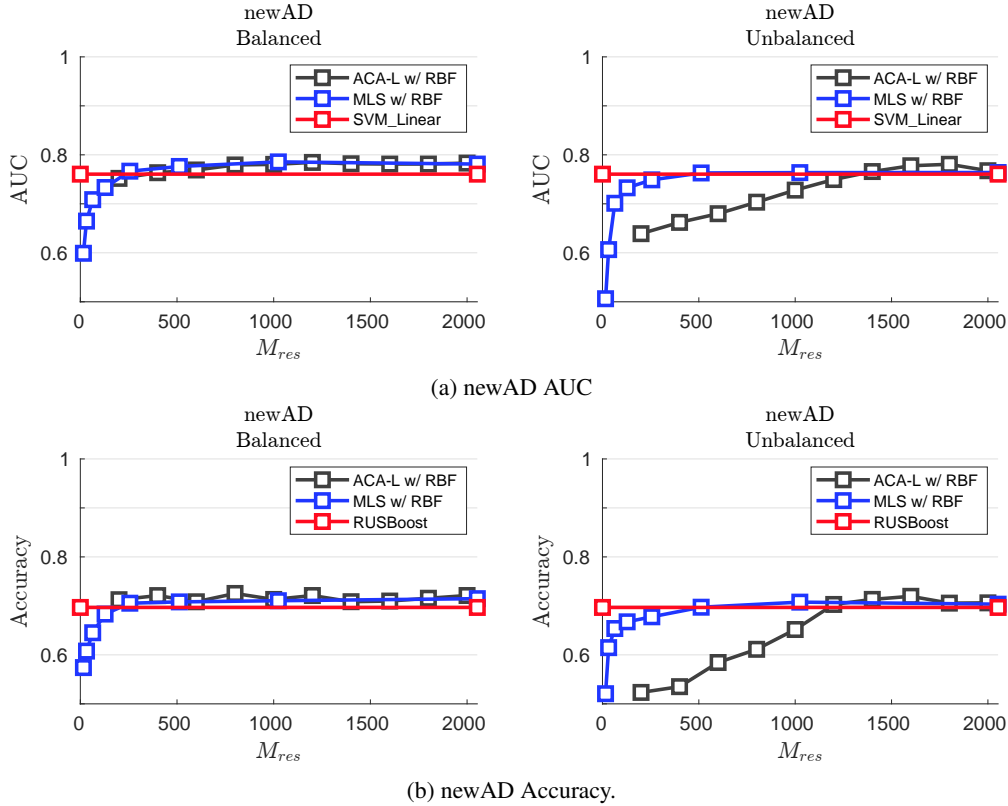 newAD
Balanced
1
0.8
0.6
AUC
ACA-L w/ RBF
MLS w/ RBF
SVM_Linear
0 500 1000 1500 2000
M_res
newAD
Unbalanced
1
0.8
0.6
AUC
ACA-L w/ RBF
MLS w/ RBF
SVM_Linear
0 500 1000 1500 2000
M_res
(a) newAD AUC
newAD
Balanced
1
0.8
0.6
Accuracy
ACA-L w/ RBF
MLS w/ RBF
RUSBoost
0 500 1000 1500 2000
M_res
newAD
Unbalanced
1
0.8
0.6
Accuracy
ACA-L w/ RBF
MLS w/ RBF
RUSBoost
0 500 1000 1500 2000
M_res
(b) newAD Accuracy.